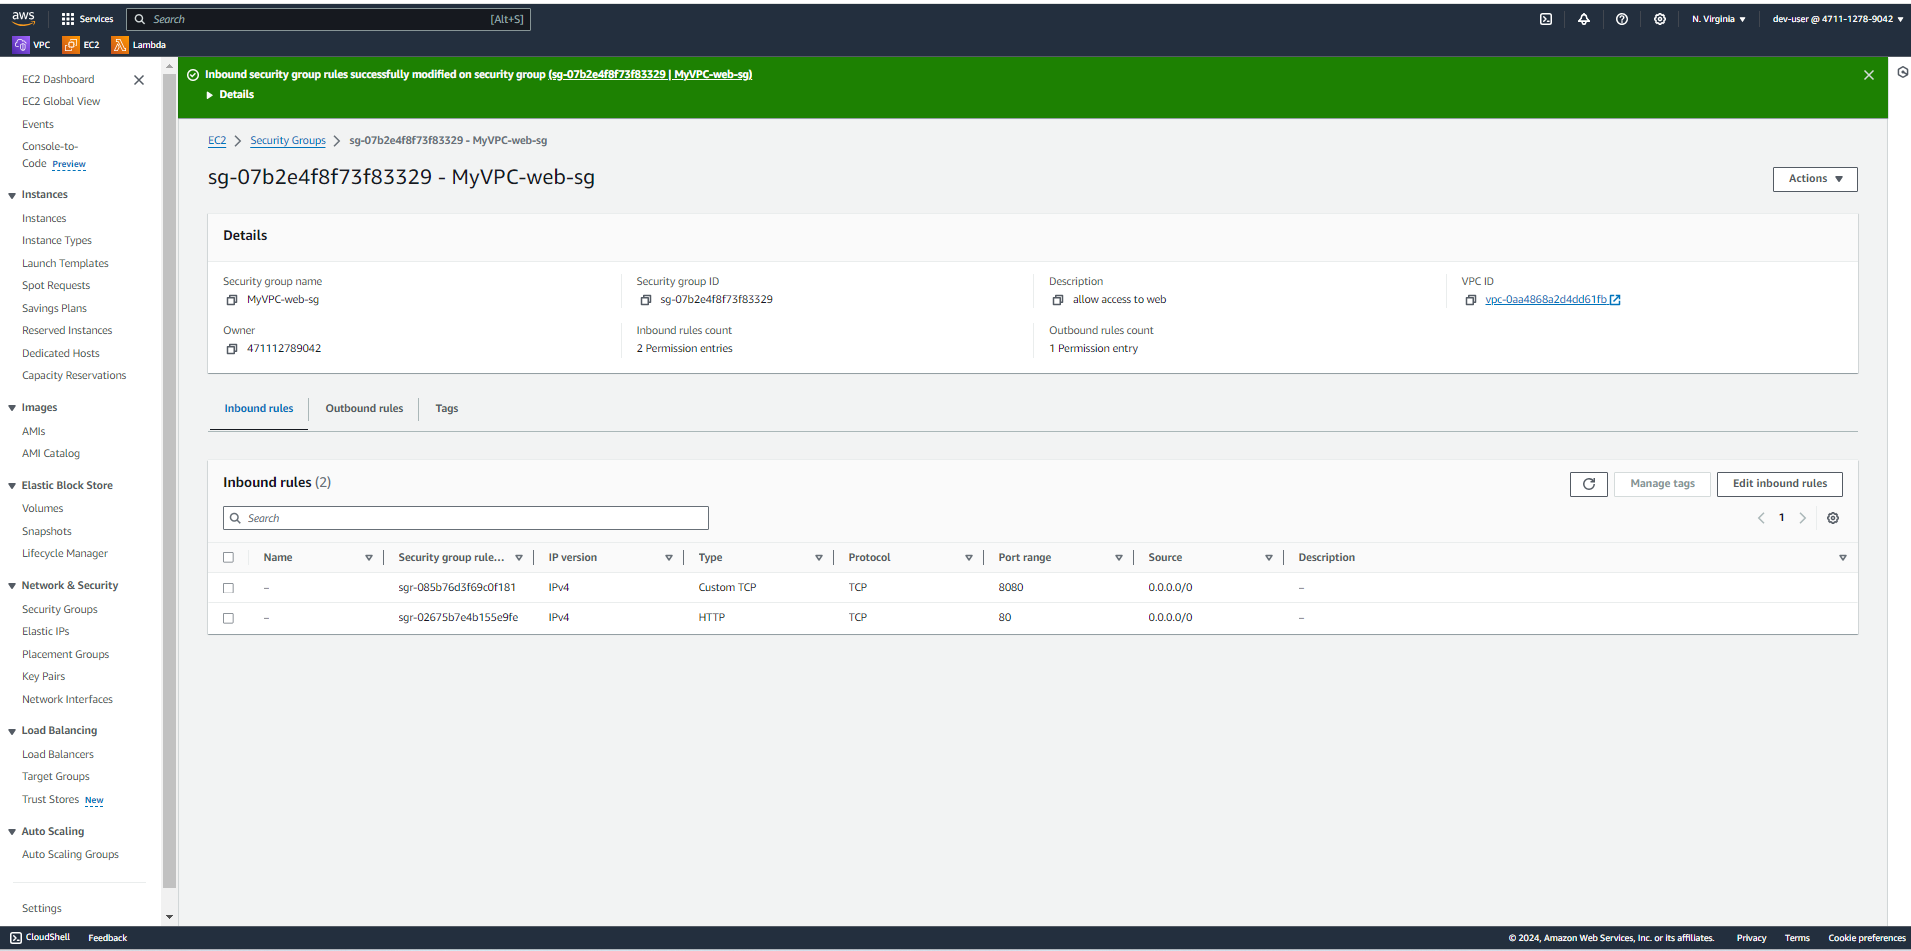 aws Services Search [Alt+S] N. Virginia ▼ dev-user @ 4711-1278-9042 ▼
VPC EC2 Lambda
EC2 Dashboard
EC2 Global View
Events
Console-to-
Code Preview
Instances
Instances
Instance Types
Launch Templates
Spot Requests
Savings Plans
Reserved Instances
Dedicated Hosts
Capacity Reservations
Images
AMIs
AMI Catalog
Elastic Block Store
Volumes
Snapshots
Lifecycle Manager
Network & Security
Security Groups
Elastic IPs
Placement Groups
Key Pairs
Network Interfaces
Load Balancing
Load Balancers
Target Groups
Trust Stores New
Auto Scaling
Auto Scaling Groups
Settings
Inbound security group rules successfully modified on security group (sg-07b2e4f8f73f83329 | MyVPC-web-sg)
Details
EC2 > Security Groups > sg-07b2e4f8f73f83329 - MyVPC-web-sg
sg-07b2e4f8f73f83329 - MyVPC-web-sg
Actions ▼
Details
Security group name Security group ID Description VPC ID
MyVPC-web-sg sg-07b2e4f8f73f83329 allow access to web vpc-0aa4868a2d4dd61fb
Owner Inbound rules count Outbound rules count
471112789042 2 Permission entries 1 Permission entry
Inbound rules Outbound rules Tags
Inbound rules (2) Manage tags Edit inbound rules
Search < 1 >
Name Security group rule... IP version Type Protocol Port range Source Description
– sgr-085b76d3f69c0f181 IPv4 Custom TCP TCP 8080 0.0.0.0/0 –
– sgr-02675b7e4b155e9fe IPv4 HTTP TCP 80 0.0.0.0/0 –
CloudShell Feedback © 2024, Amazon Web Services, Inc. or its affiliates. Privacy Terms Cookie preferences